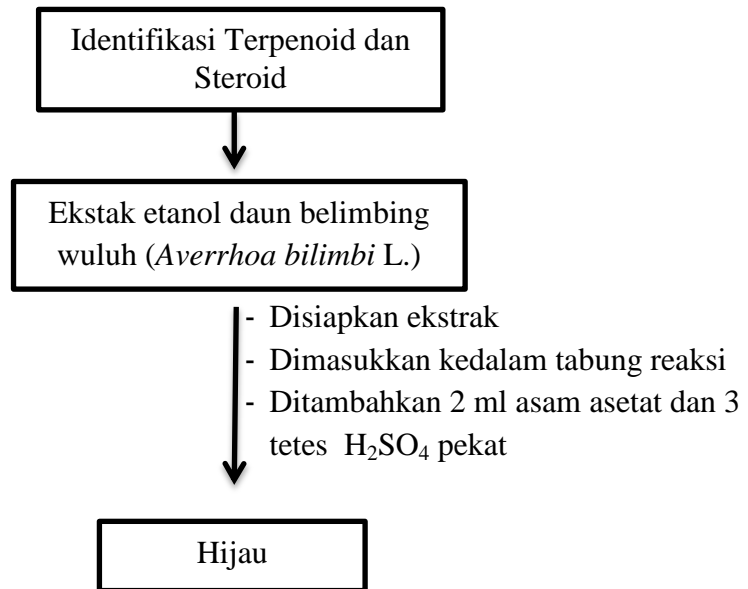 Identifikasi Terpenoid dan
Steroid
Ekstak etanol daun belimbing
wuluh (Averrhoa bilimbi L.)
- Disiapkan ekstrak
- Dimasukkan kedalam tabung reaksi
- Ditambahkan 2 ml asam asetat dan 3
tetes H₂SO₄ pekat
Hijau